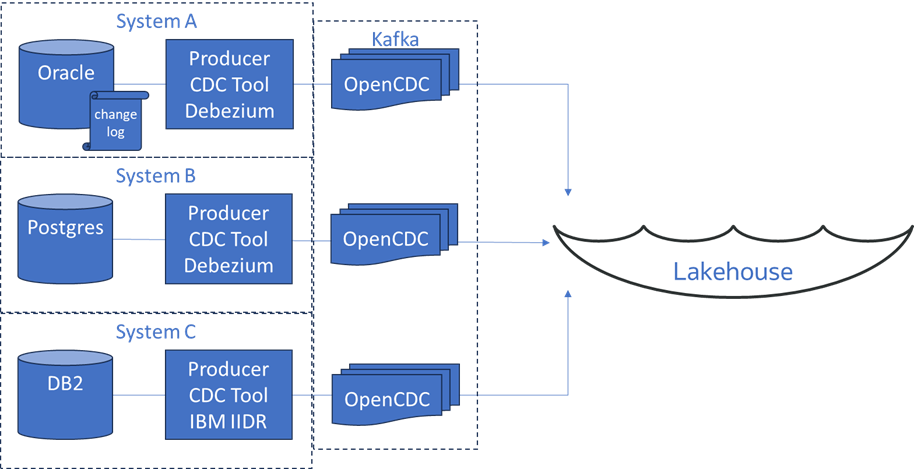 System A
Kafka
Oracle
change
log
Producer
CDC Tool
Debezium
OpenCDC
System B
Postgres
Producer
CDC Tool
Debezium
OpenCDC
Lakehouse
System C
DB2
Producer
CDC Tool
IBM IIDR
OpenCDC